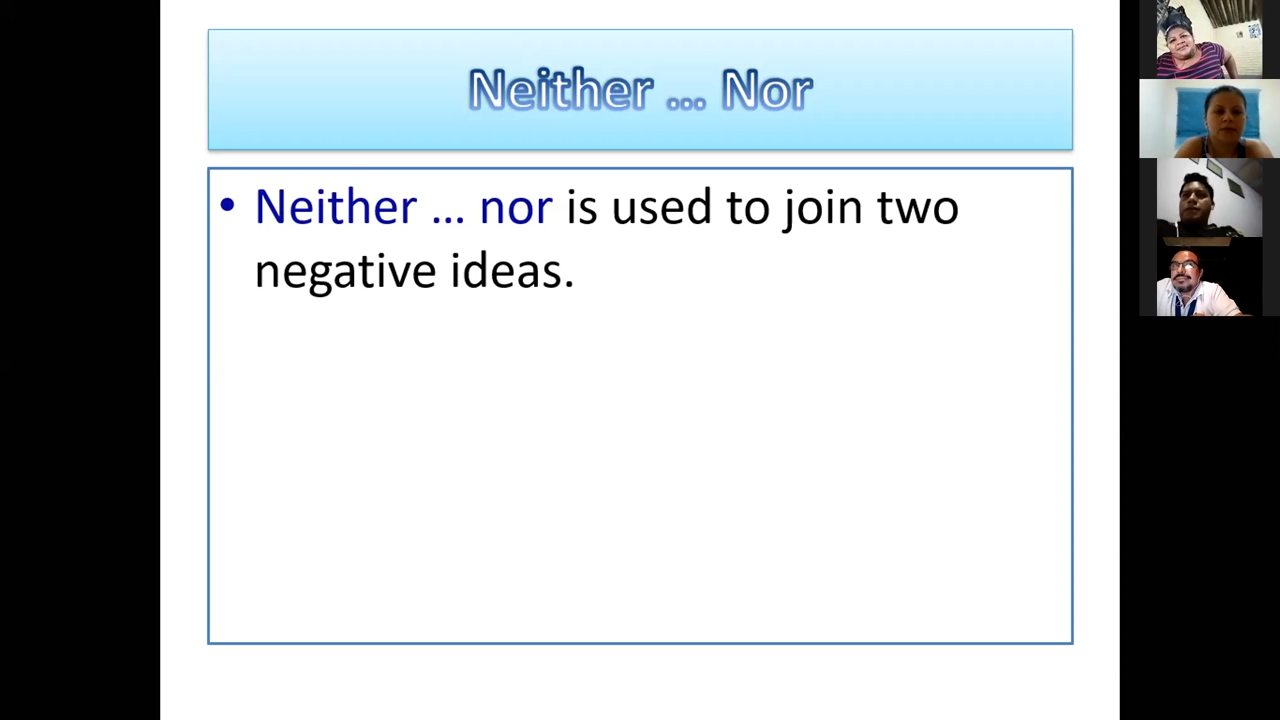 Neither ... Nor
• Neither ... nor is used to join two
negative ideas.